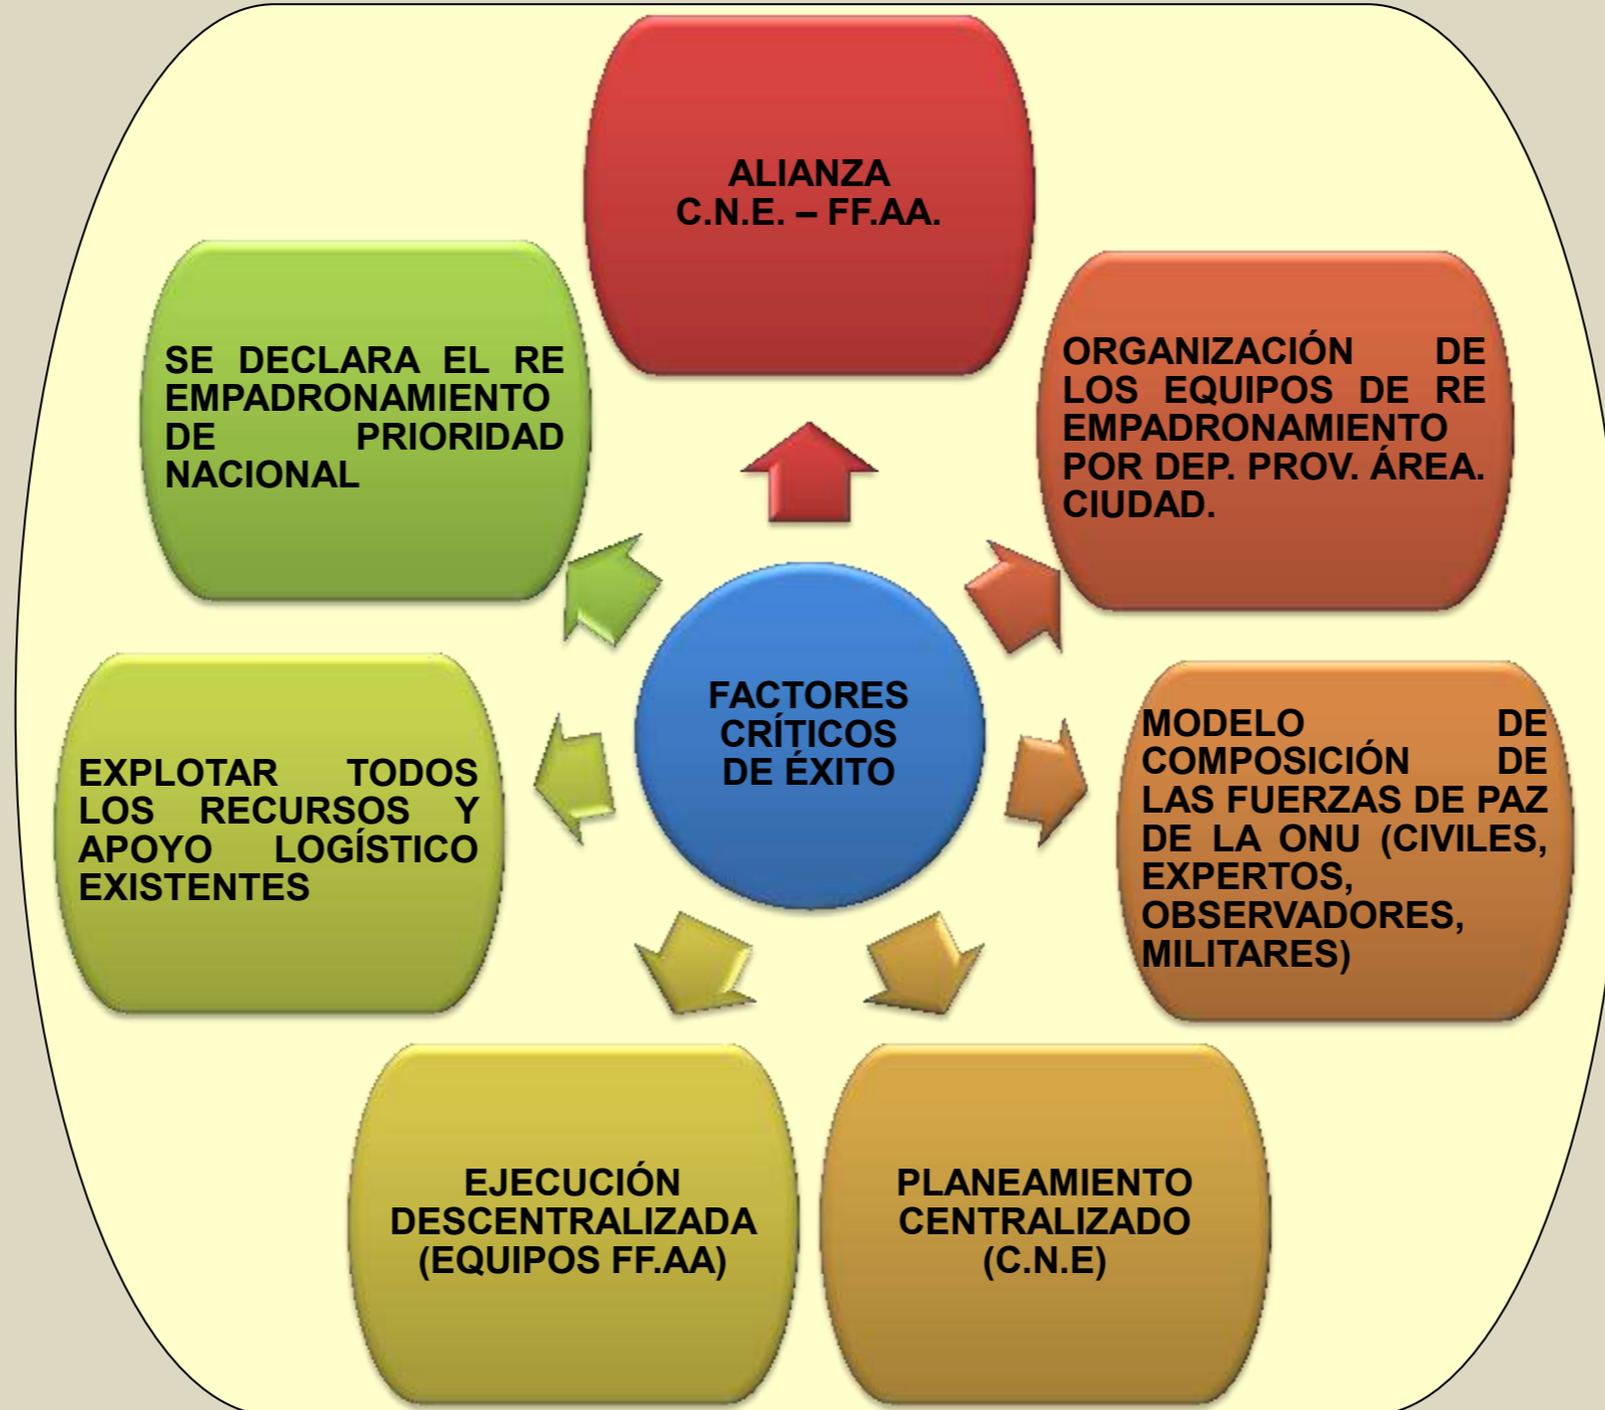 ALIANZA
C.N.E. – FF.AA.
ORGANIZACIÓN DE
LOS EQUIPOS DE RE
EMPADRONAMIENTO
POR DEP. PROV. ÁREA.
CIUDAD.
MODELO DE
COMPOSICIÓN DE
LAS FUERZAS DE PAZ
DE LA ONU (CIVILES,
EXPERTOS,
OBSERVADORES,
MILITARES)
PLANEAMIENTO
CENTRALIZADO
(C.N.E)
EJECUCIÓN
DESCENTRALIZADA
(EQUIPOS FF.AA)
EXPLOTAR TODOS
LOS RECURSOS Y
APOYO LOGÍSTICO
EXISTENTES
SE DECLARA EL RE
EMPADRONAMIENTO
DE PRIORIDAD
NACIONAL
FACTORES
CRÍTICOS
DE ÉXITO